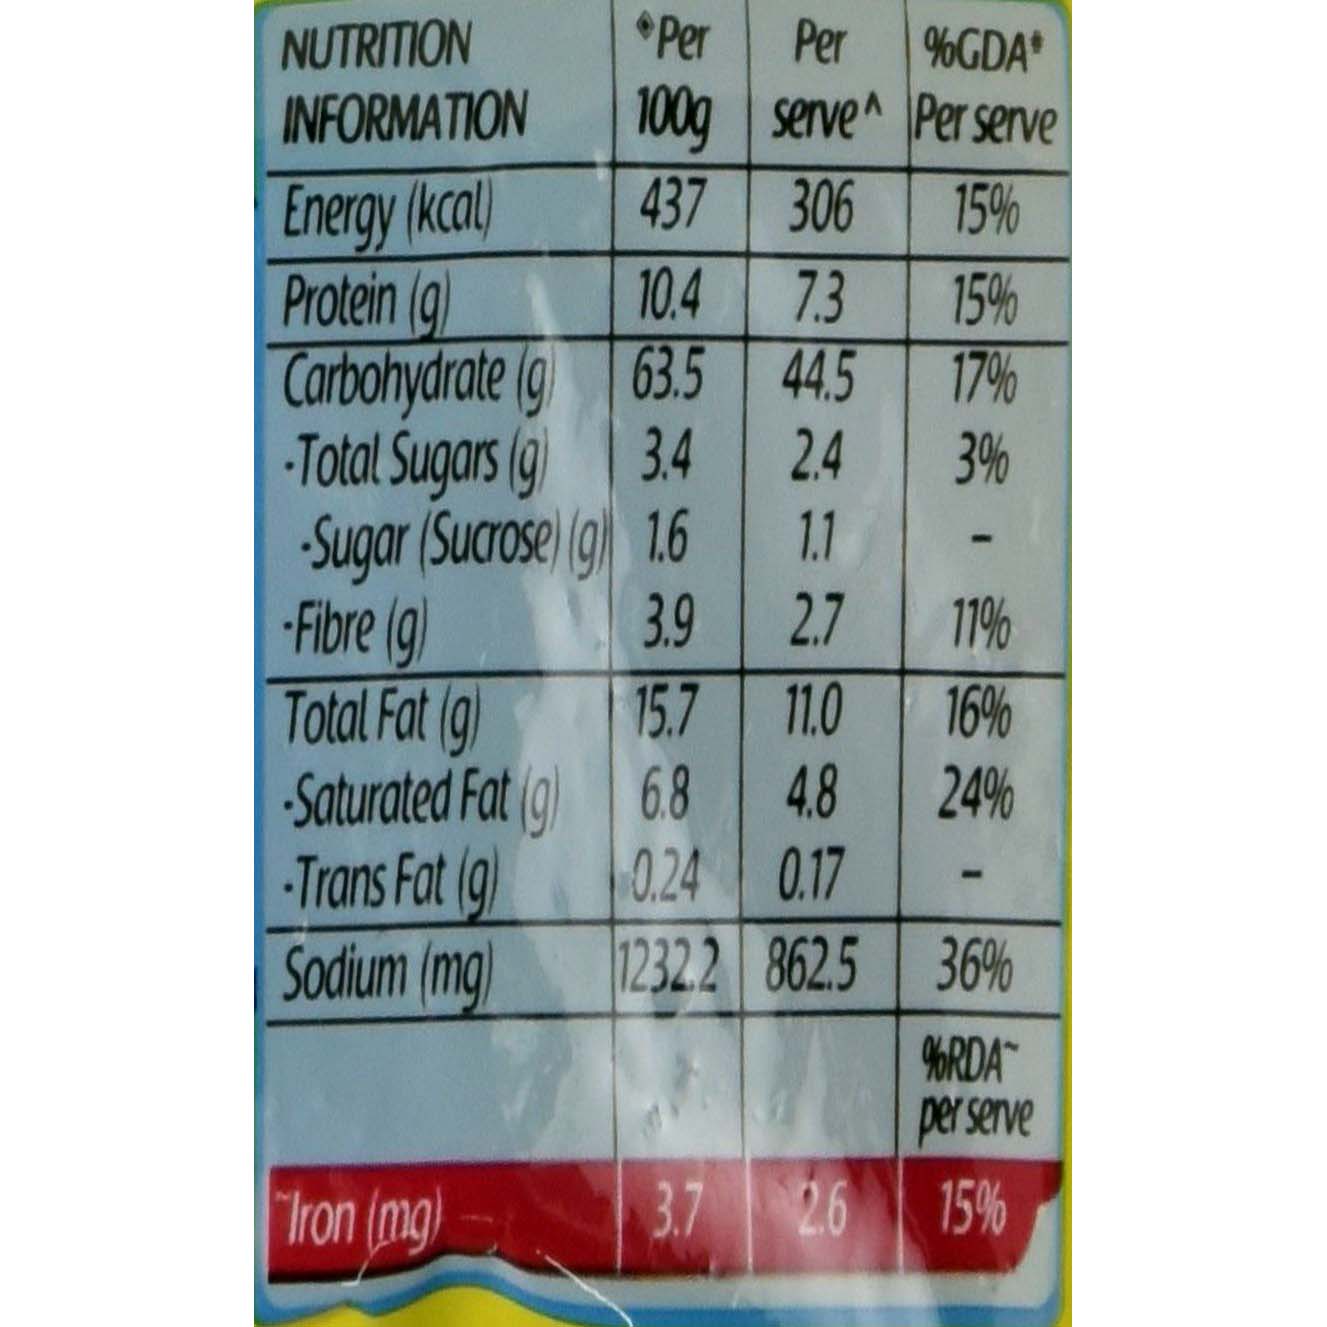 NUTRITION INFORMATION ◈Per 100g Per serve^ %GDA# Per serve
Energy (kcal) 437 306 15%
Protein (g) 10.4 7.3 15%
Carbohydrate (g) 63.5 44.5 17%
·Total Sugars (g) 3.4 2.4 3%
·Sugar (Sucrose) (g) 1.6 1.1 –
·Fibre (g) 3.9 2.7 11%
Total Fat (g) 15.7 11.0 16%
·Saturated Fat (g) 6.8 4.8 24%
·Trans Fat (g) 0.24 0.17 –
Sodium (mg) 1232.2 862.5 36%
%RDA~
per serve
~Iron (mg) 3.7 2.6 15%